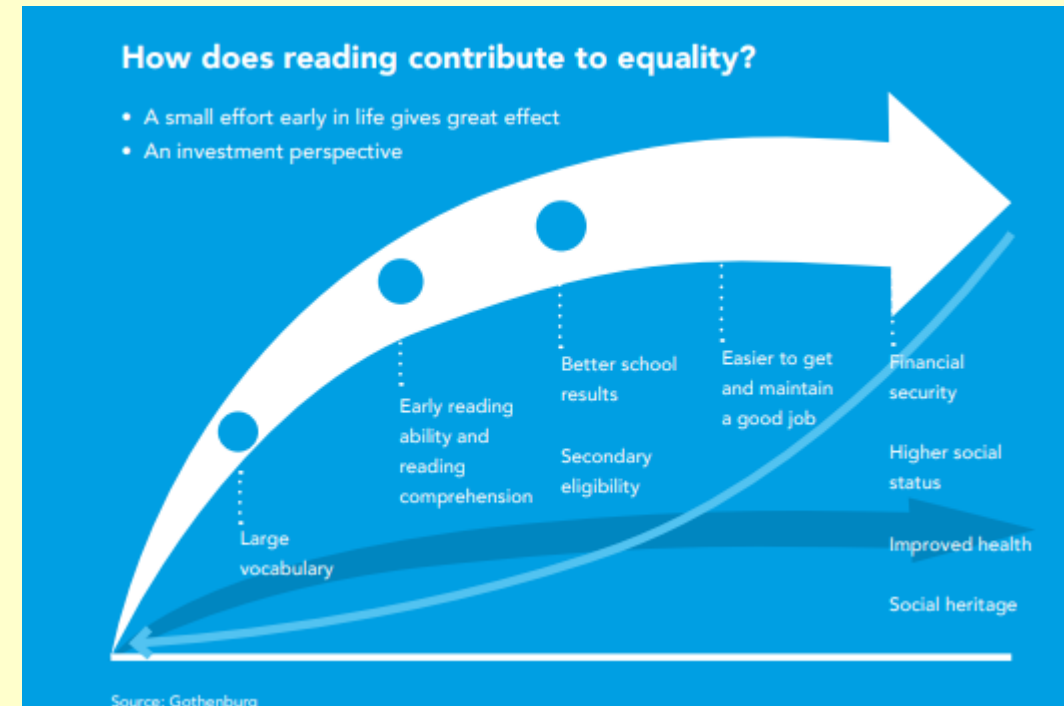 How does reading contribute to equality?
• A small effort early in life gives great effect
• An investment perspective
Large
vocabulary
Early reading
ability and
reading
comprehension
Better school
results
Secondary
eligibility
Easier to get
and maintain
a good job
Financial
security
Higher social
status
Improved health
Social heritage
Source: Gothenburg